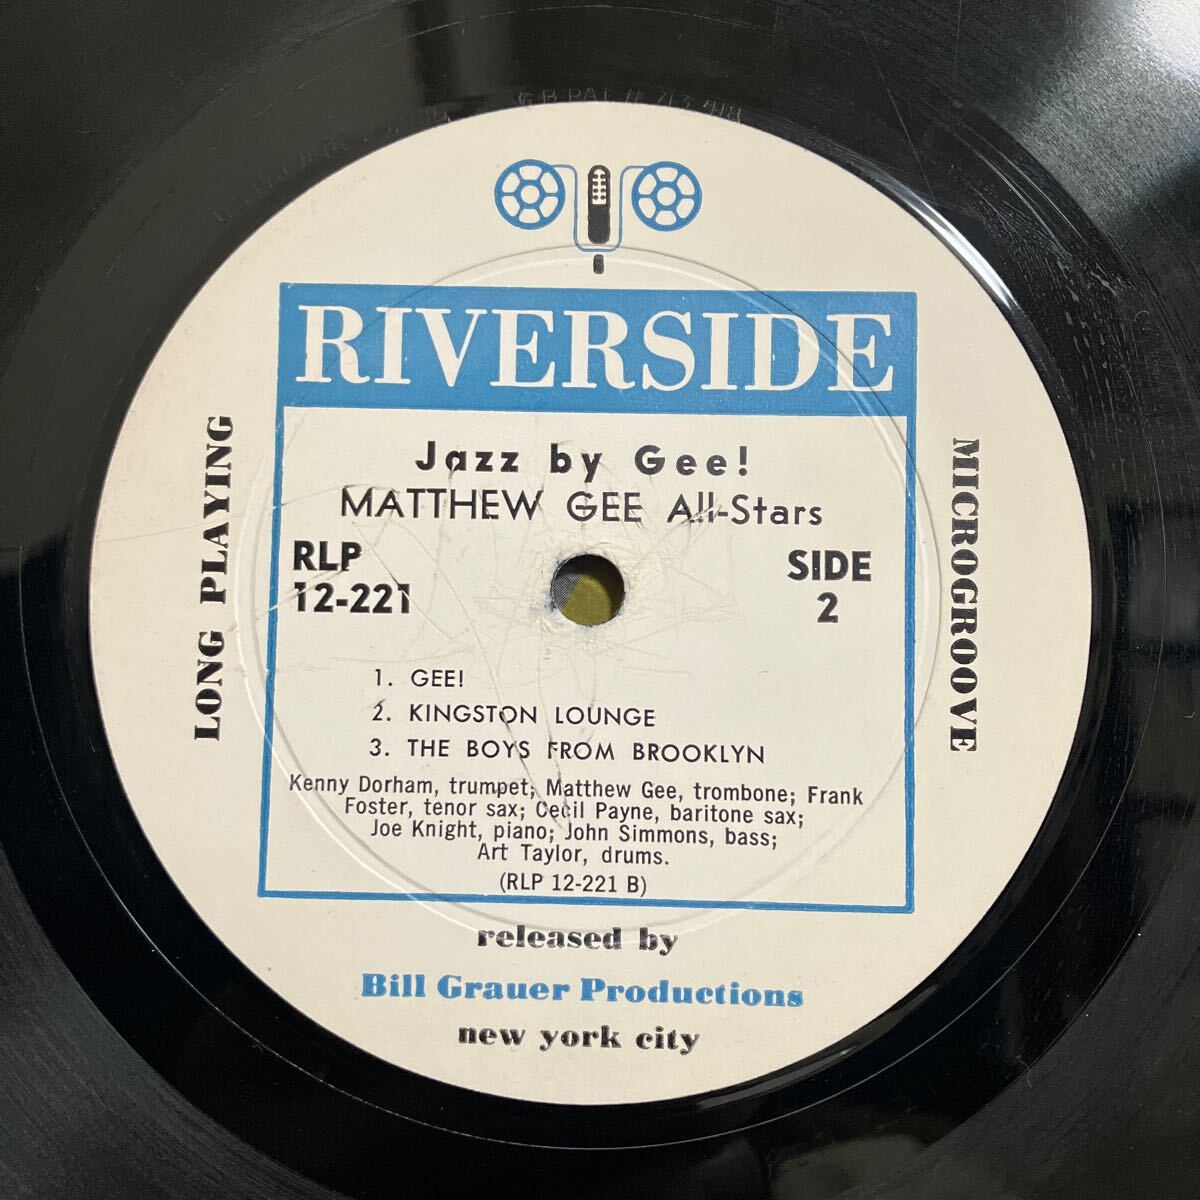 RIVERSIDE
Jazz by Gee!
MATTHEW GEE All-Stars
RLP
12-221
SIDE
2
LONG PLAYING
MICROGROOVE
1. GEE!
2. KINGSTON LOUNGE
3. THE BOYS FROM BROOKLYN
Kenny Dorham, trumpet; Matthew Gee, trombone; Frank
Foster, tenor sax; Cecil Payne, baritone sax;
Joe Knight, piano; John Simmons, bass;
Art Taylor, drums.
(RLP 12-221 B)
released by
Bill Grauer Productions
new york city